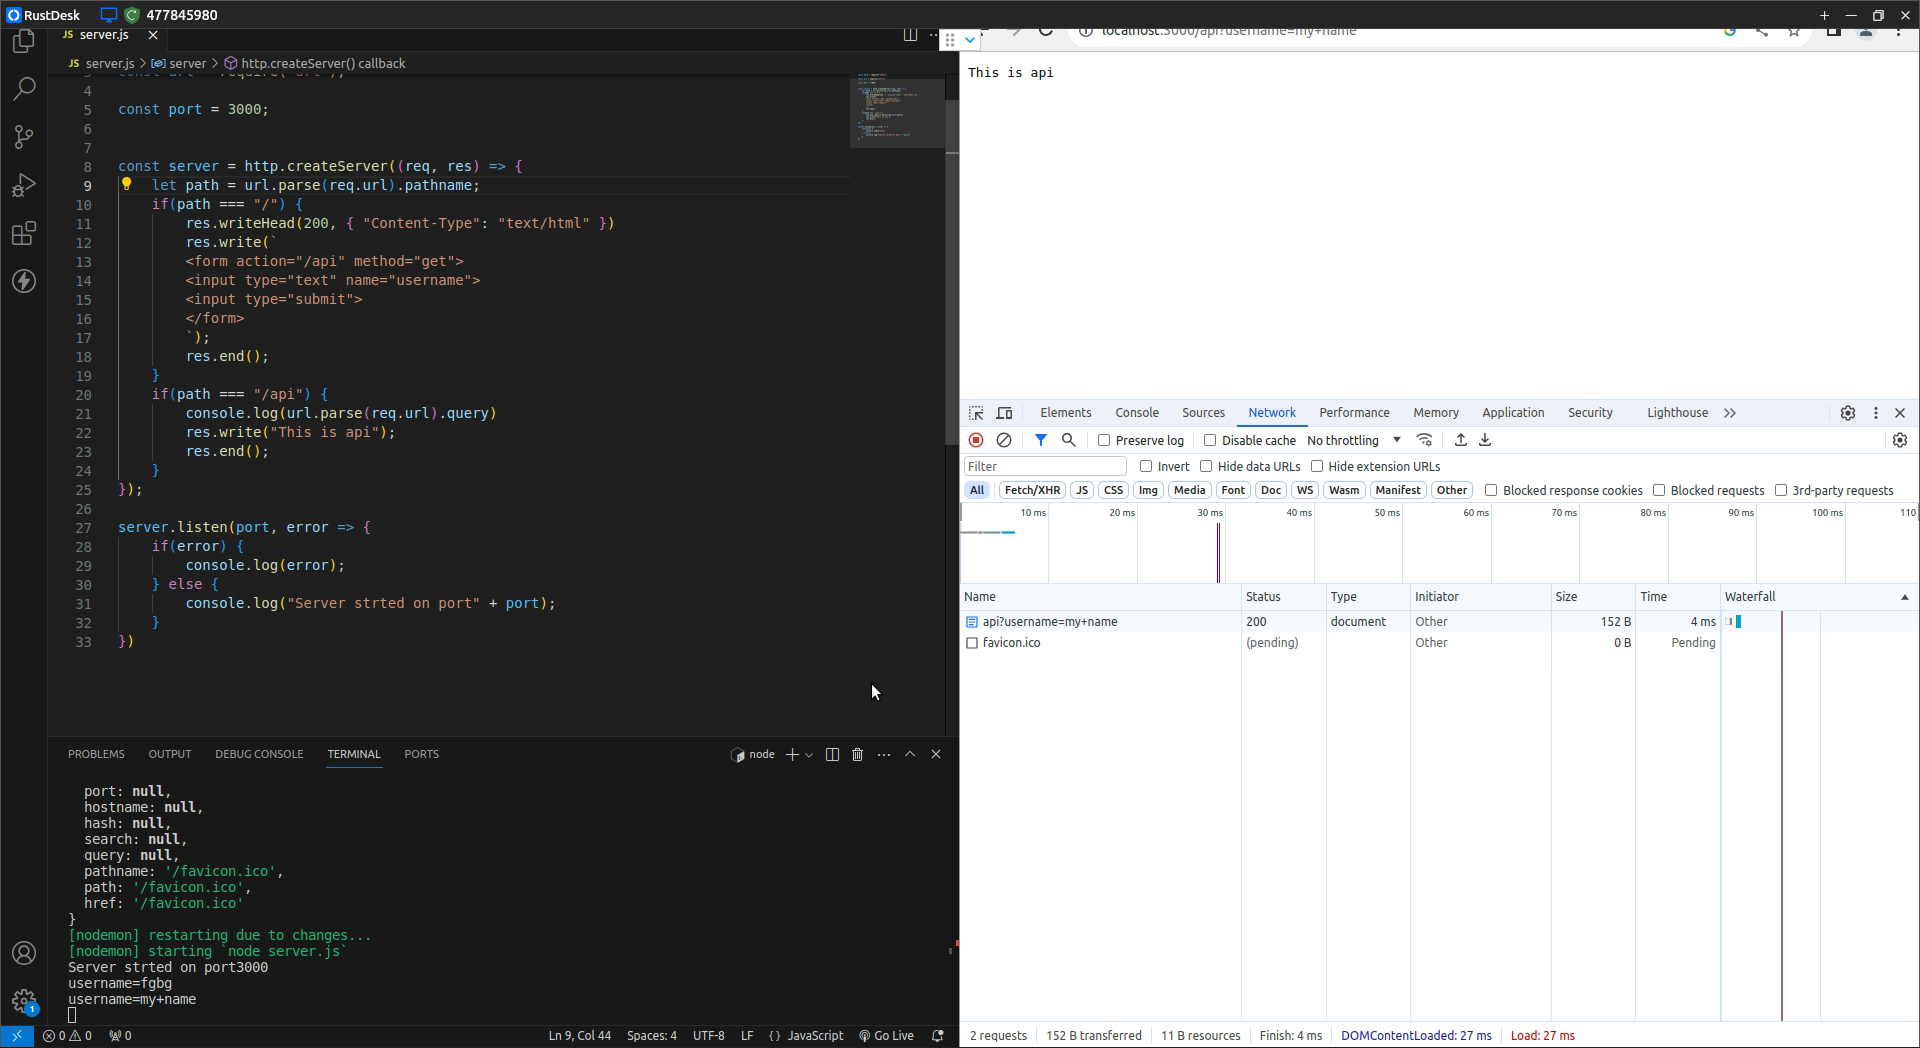 RustDesk 477845980
JS server.js
JS server.js > server > http.createServer() callback
4
5 const port = 3000;
6
7
8 const server = http.createServer((req, res) => {
9 let path = url.parse(req.url).pathname;
10 if(path === "/") {
11 res.writeHead(200, { "Content-Type": "text/html" })
12 res.write(`
13 <form action="/api" method="get">
14 <input type="text" name="username">
15 <input type="submit">
16 </form>
17 `);
18 res.end();
19 }
20 if(path === "/api") {
21 console.log(url.parse(req.url).query)
22 res.write("This is api");
23 res.end();
24 }
25 });
26
27 server.listen(port, error => {
28 if(error) {
29 console.log(error);
30 } else {
31 console.log("Server strted on port" + port);
32 }
33 })
PROBLEMS OUTPUT DEBUG CONSOLE TERMINAL PORTS
node
port: null,
hostname: null,
hash: null,
search: null,
query: null,
pathname: '/favicon.ico',
path: '/favicon.ico',
href: '/favicon.ico'
}
[nodemon] restarting due to changes...
[nodemon] starting `node server.js`
Server strted on port3000
username=fgbg
username=my+name
1
0 0 0 Ln 9, Col 44 Spaces: 4 UTF-8 LF {} JavaScript Go Live
localhost:3000/api?username=my+name
This is api
Elements Console Sources Network Performance Memory Application Security Lighthouse
Preserve log Disable cache No throttling
Filter Invert Hide data URLs Hide extension URLs
All Fetch/XHR JS CSS Img Media Font Doc WS Wasm Manifest Other Blocked response cookies Blocked requests 3rd-party requests
10 ms 20 ms 30 ms 40 ms 50 ms 60 ms 70 ms 80 ms 90 ms 100 ms 110
Name Status Type Initiator Size Time Waterfall
api?username=my+name 200 document Other 152 B 4 ms
favicon.ico (pending) Other 0 B Pending
2 requests 152 B transferred 11 B resources Finish: 4 ms DOMContentLoaded: 27 ms Load: 27 ms